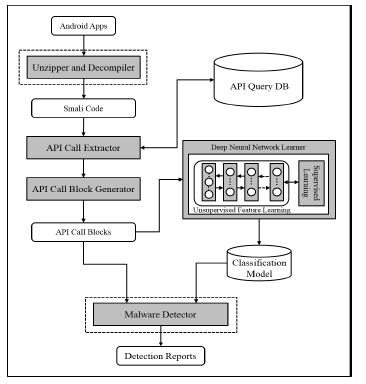 Android Apps
Unzipper and Decompiler
Smali Code
API Query DB
API Call Extractor
Deep Neural Network Learner
API Call Block Generator
Supervised
Learning
Unsupervised Feature Learning
API Call Blocks
Classification
Model
Malware Detector
Detection Reports